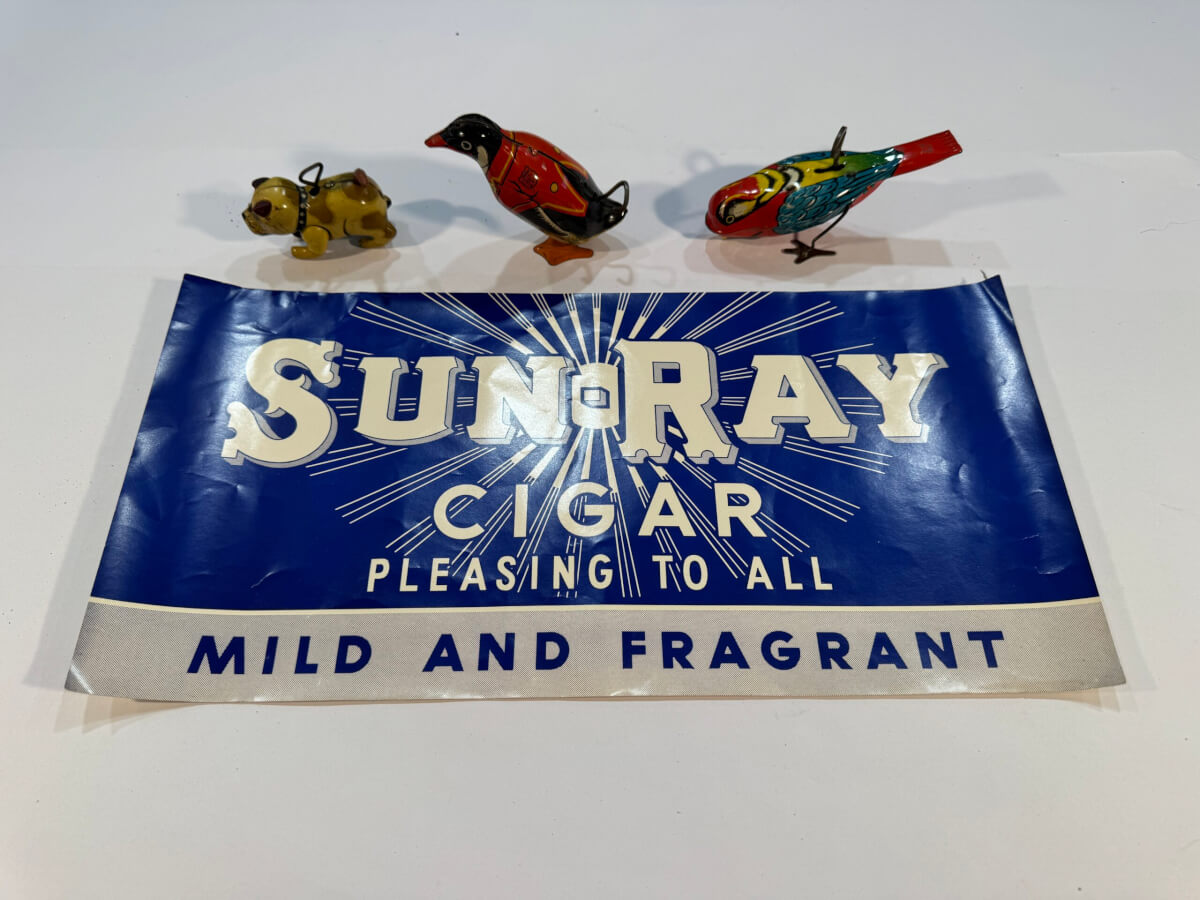 SUN RAY
CIGAR
PLEASING TO ALL
MILD AND FRAGRANT